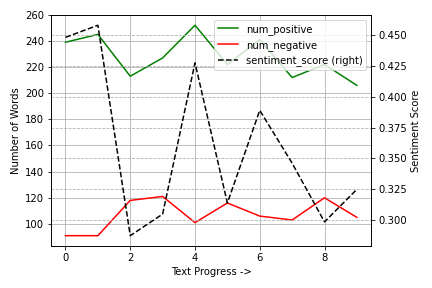 num_positive
num_negative
sentiment_score (right)
260
240
220
200
180
160
140
120
100
0.450
0.425
0.400
0.375
0.350
0.325
0.300
Number of Words
Sentiment Score
0 2 4 6 8
Text Progress ->